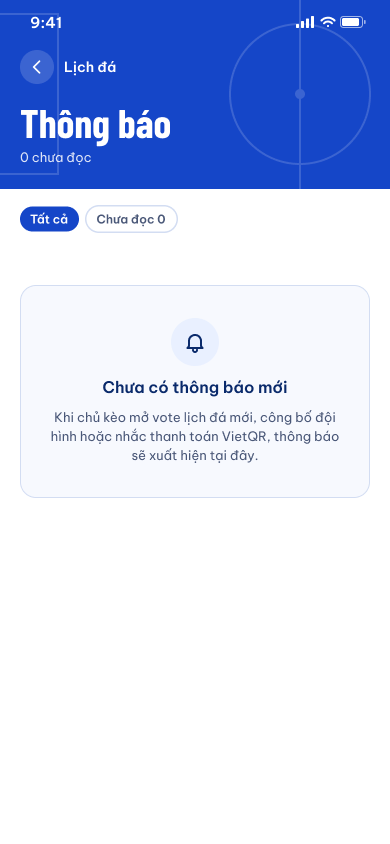 9:41
Lịch đá
Thông báo
0 chưa đọc
Tất cả
Chưa đọc 0
Chưa có thông báo mới
Khi chủ kèo mở vote lịch đá mới, công bố đội
hình hoặc nhắc thanh toán VietQR, thông báo
sẽ xuất hiện tại đây.